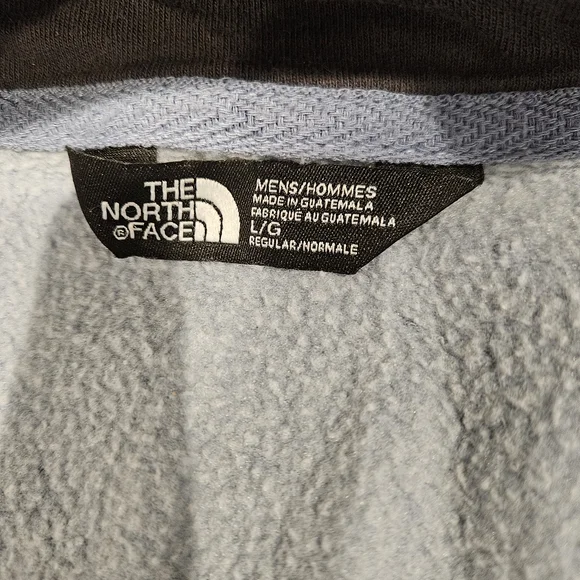 THE
NORTH
®FACE
MENS/HOMMES
MADE IN GUATEMALA
FABRIQUÉ AU GUATEMALA
L/G
REGULAR/NORMALE